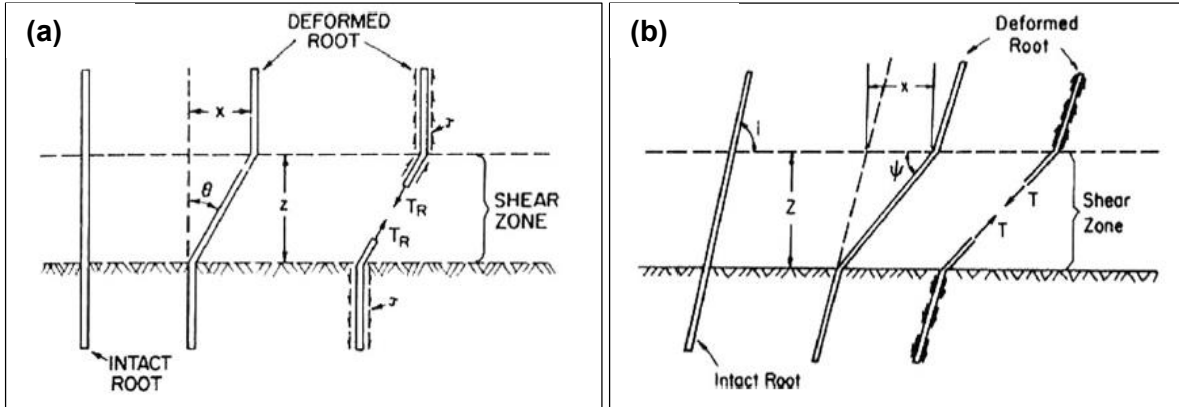 (a)
DEFORMED
ROOT
x
τ
θ
z
SHEAR
ZONE
T_R
T_R
τ
INTACT
ROOT
(b)
Deformed
Root
x
i
ψ
Z
Shear
Zone
T
T
Intact Root